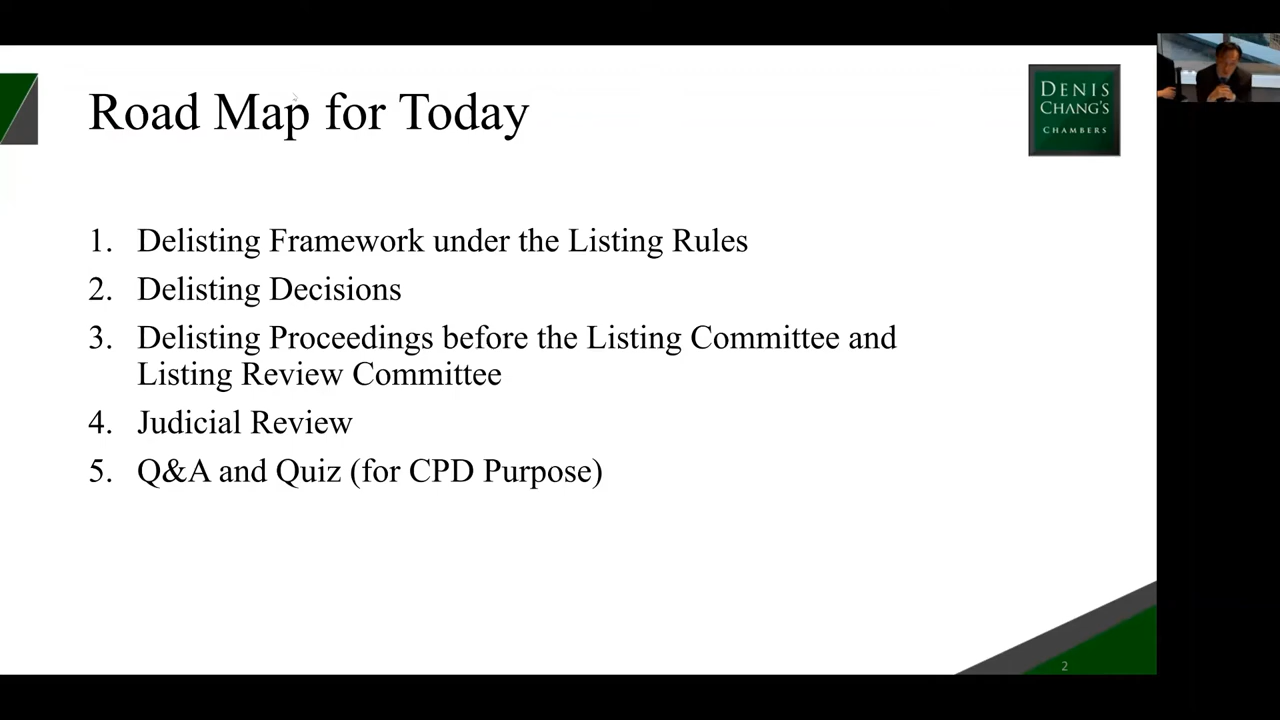 Road Map for Today
DENIS
CHANG'S
CHAMBERS
1. Delisting Framework under the Listing Rules
2. Delisting Decisions
3. Delisting Proceedings before the Listing Committee and
Listing Review Committee
4. Judicial Review
5. Q&A and Quiz (for CPD Purpose)
2